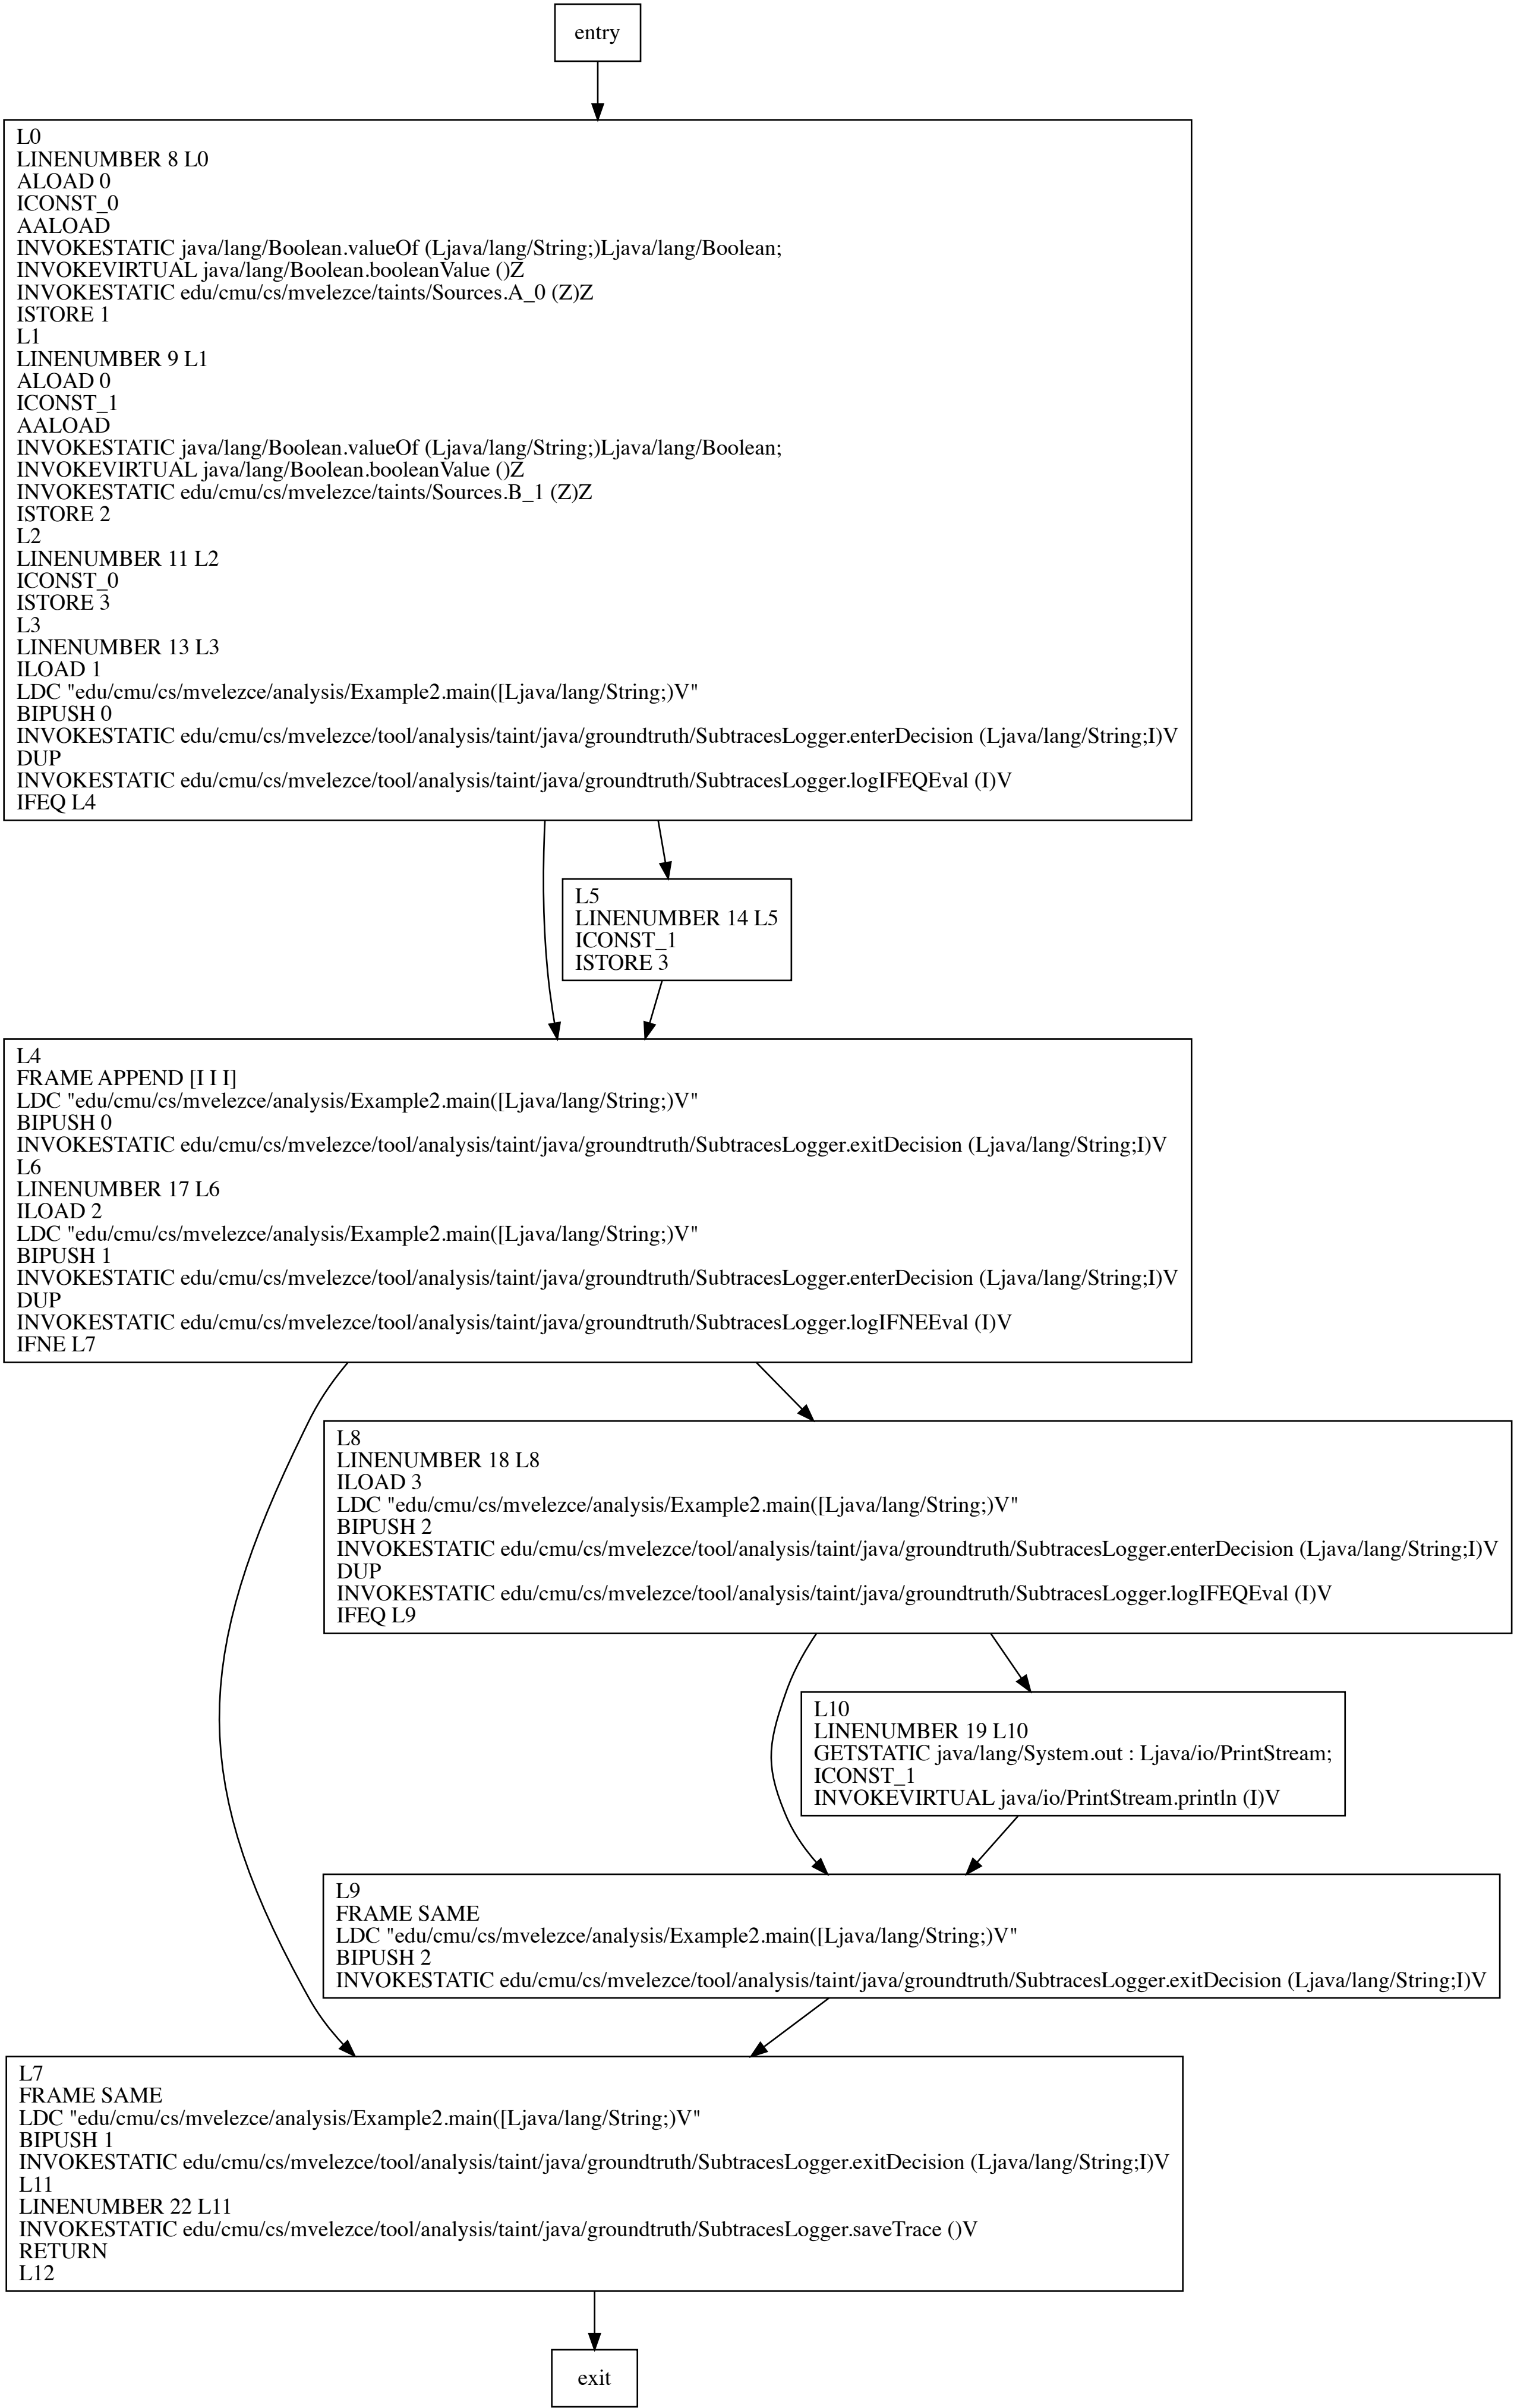 entry
L0
LINENUMBER 8 L0
ALOAD 0
ICONST_0
AALOAD
INVOKESTATIC java/lang/Boolean.valueOf (Ljava/lang/String;)Ljava/lang/Boolean;
INVOKEVIRTUAL java/lang/Boolean.booleanValue ()Z
INVOKESTATIC edu/cmu/cs/mvelezce/taints/Sources.A_0 (Z)Z
ISTORE 1
L1
LINENUMBER 9 L1
ALOAD 0
ICONST_1
AALOAD
INVOKESTATIC java/lang/Boolean.valueOf (Ljava/lang/String;)Ljava/lang/Boolean;
INVOKEVIRTUAL java/lang/Boolean.booleanValue ()Z
INVOKESTATIC edu/cmu/cs/mvelezce/taints/Sources.B_1 (Z)Z
ISTORE 2
L2
LINENUMBER 11 L2
ICONST_0
ISTORE 3
L3
LINENUMBER 13 L3
ILOAD 1
LDC "edu/cmu/cs/mvelezce/analysis/Example2.main([Ljava/lang/String;)V"
BIPUSH 0
INVOKESTATIC edu/cmu/cs/mvelezce/tool/analysis/taint/java/groundtruth/SubtracesLogger.enterDecision (Ljava/lang/String;I)V
DUP
INVOKESTATIC edu/cmu/cs/mvelezce/tool/analysis/taint/java/groundtruth/SubtracesLogger.logIFEQEval (I)V
IFEQ L4
L5
LINENUMBER 14 L5
ICONST_1
ISTORE 3
L4
FRAME APPEND [I I I]
LDC "edu/cmu/cs/mvelezce/analysis/Example2.main([Ljava/lang/String;)V"
BIPUSH 0
INVOKESTATIC edu/cmu/cs/mvelezce/tool/analysis/taint/java/groundtruth/SubtracesLogger.exitDecision (Ljava/lang/String;I)V
L6
LINENUMBER 17 L6
ILOAD 2
LDC "edu/cmu/cs/mvelezce/analysis/Example2.main([Ljava/lang/String;)V"
BIPUSH 1
INVOKESTATIC edu/cmu/cs/mvelezce/tool/analysis/taint/java/groundtruth/SubtracesLogger.enterDecision (Ljava/lang/String;I)V
DUP
INVOKESTATIC edu/cmu/cs/mvelezce/tool/analysis/taint/java/groundtruth/SubtracesLogger.logIFNEEval (I)V
IFNE L7
L8
LINENUMBER 18 L8
ILOAD 3
LDC "edu/cmu/cs/mvelezce/analysis/Example2.main([Ljava/lang/String;)V"
BIPUSH 2
INVOKESTATIC edu/cmu/cs/mvelezce/tool/analysis/taint/java/groundtruth/SubtracesLogger.enterDecision (Ljava/lang/String;I)V
DUP
INVOKESTATIC edu/cmu/cs/mvelezce/tool/analysis/taint/java/groundtruth/SubtracesLogger.logIFEQEval (I)V
IFEQ L9
L10
LINENUMBER 19 L10
GETSTATIC java/lang/System.out : Ljava/io/PrintStream;
ICONST_1
INVOKEVIRTUAL java/io/PrintStream.println (I)V
L9
FRAME SAME
LDC "edu/cmu/cs/mvelezce/analysis/Example2.main([Ljava/lang/String;)V"
BIPUSH 2
INVOKESTATIC edu/cmu/cs/mvelezce/tool/analysis/taint/java/groundtruth/SubtracesLogger.exitDecision (Ljava/lang/String;I)V
L7
FRAME SAME
LDC "edu/cmu/cs/mvelezce/analysis/Example2.main([Ljava/lang/String;)V"
BIPUSH 1
INVOKESTATIC edu/cmu/cs/mvelezce/tool/analysis/taint/java/groundtruth/SubtracesLogger.exitDecision (Ljava/lang/String;I)V
L11
LINENUMBER 22 L11
INVOKESTATIC edu/cmu/cs/mvelezce/tool/analysis/taint/java/groundtruth/SubtracesLogger.saveTrace ()V
RETURN
L12
exit